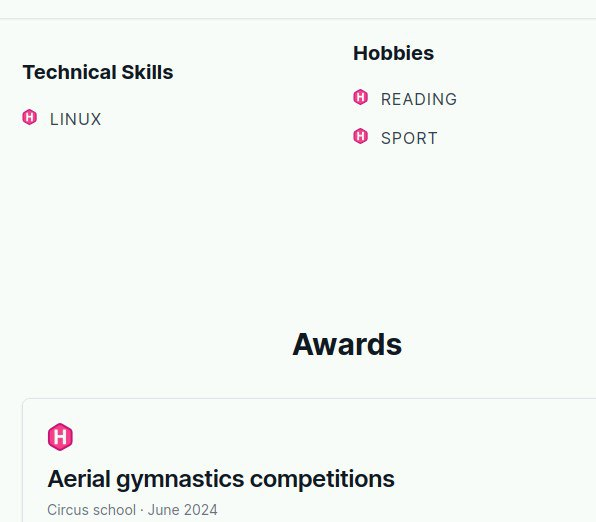 Technical Skills
LINUX
Hobbies
READING
SPORT
Awards
Aerial gymnastics competitions
Circus school · June 2024